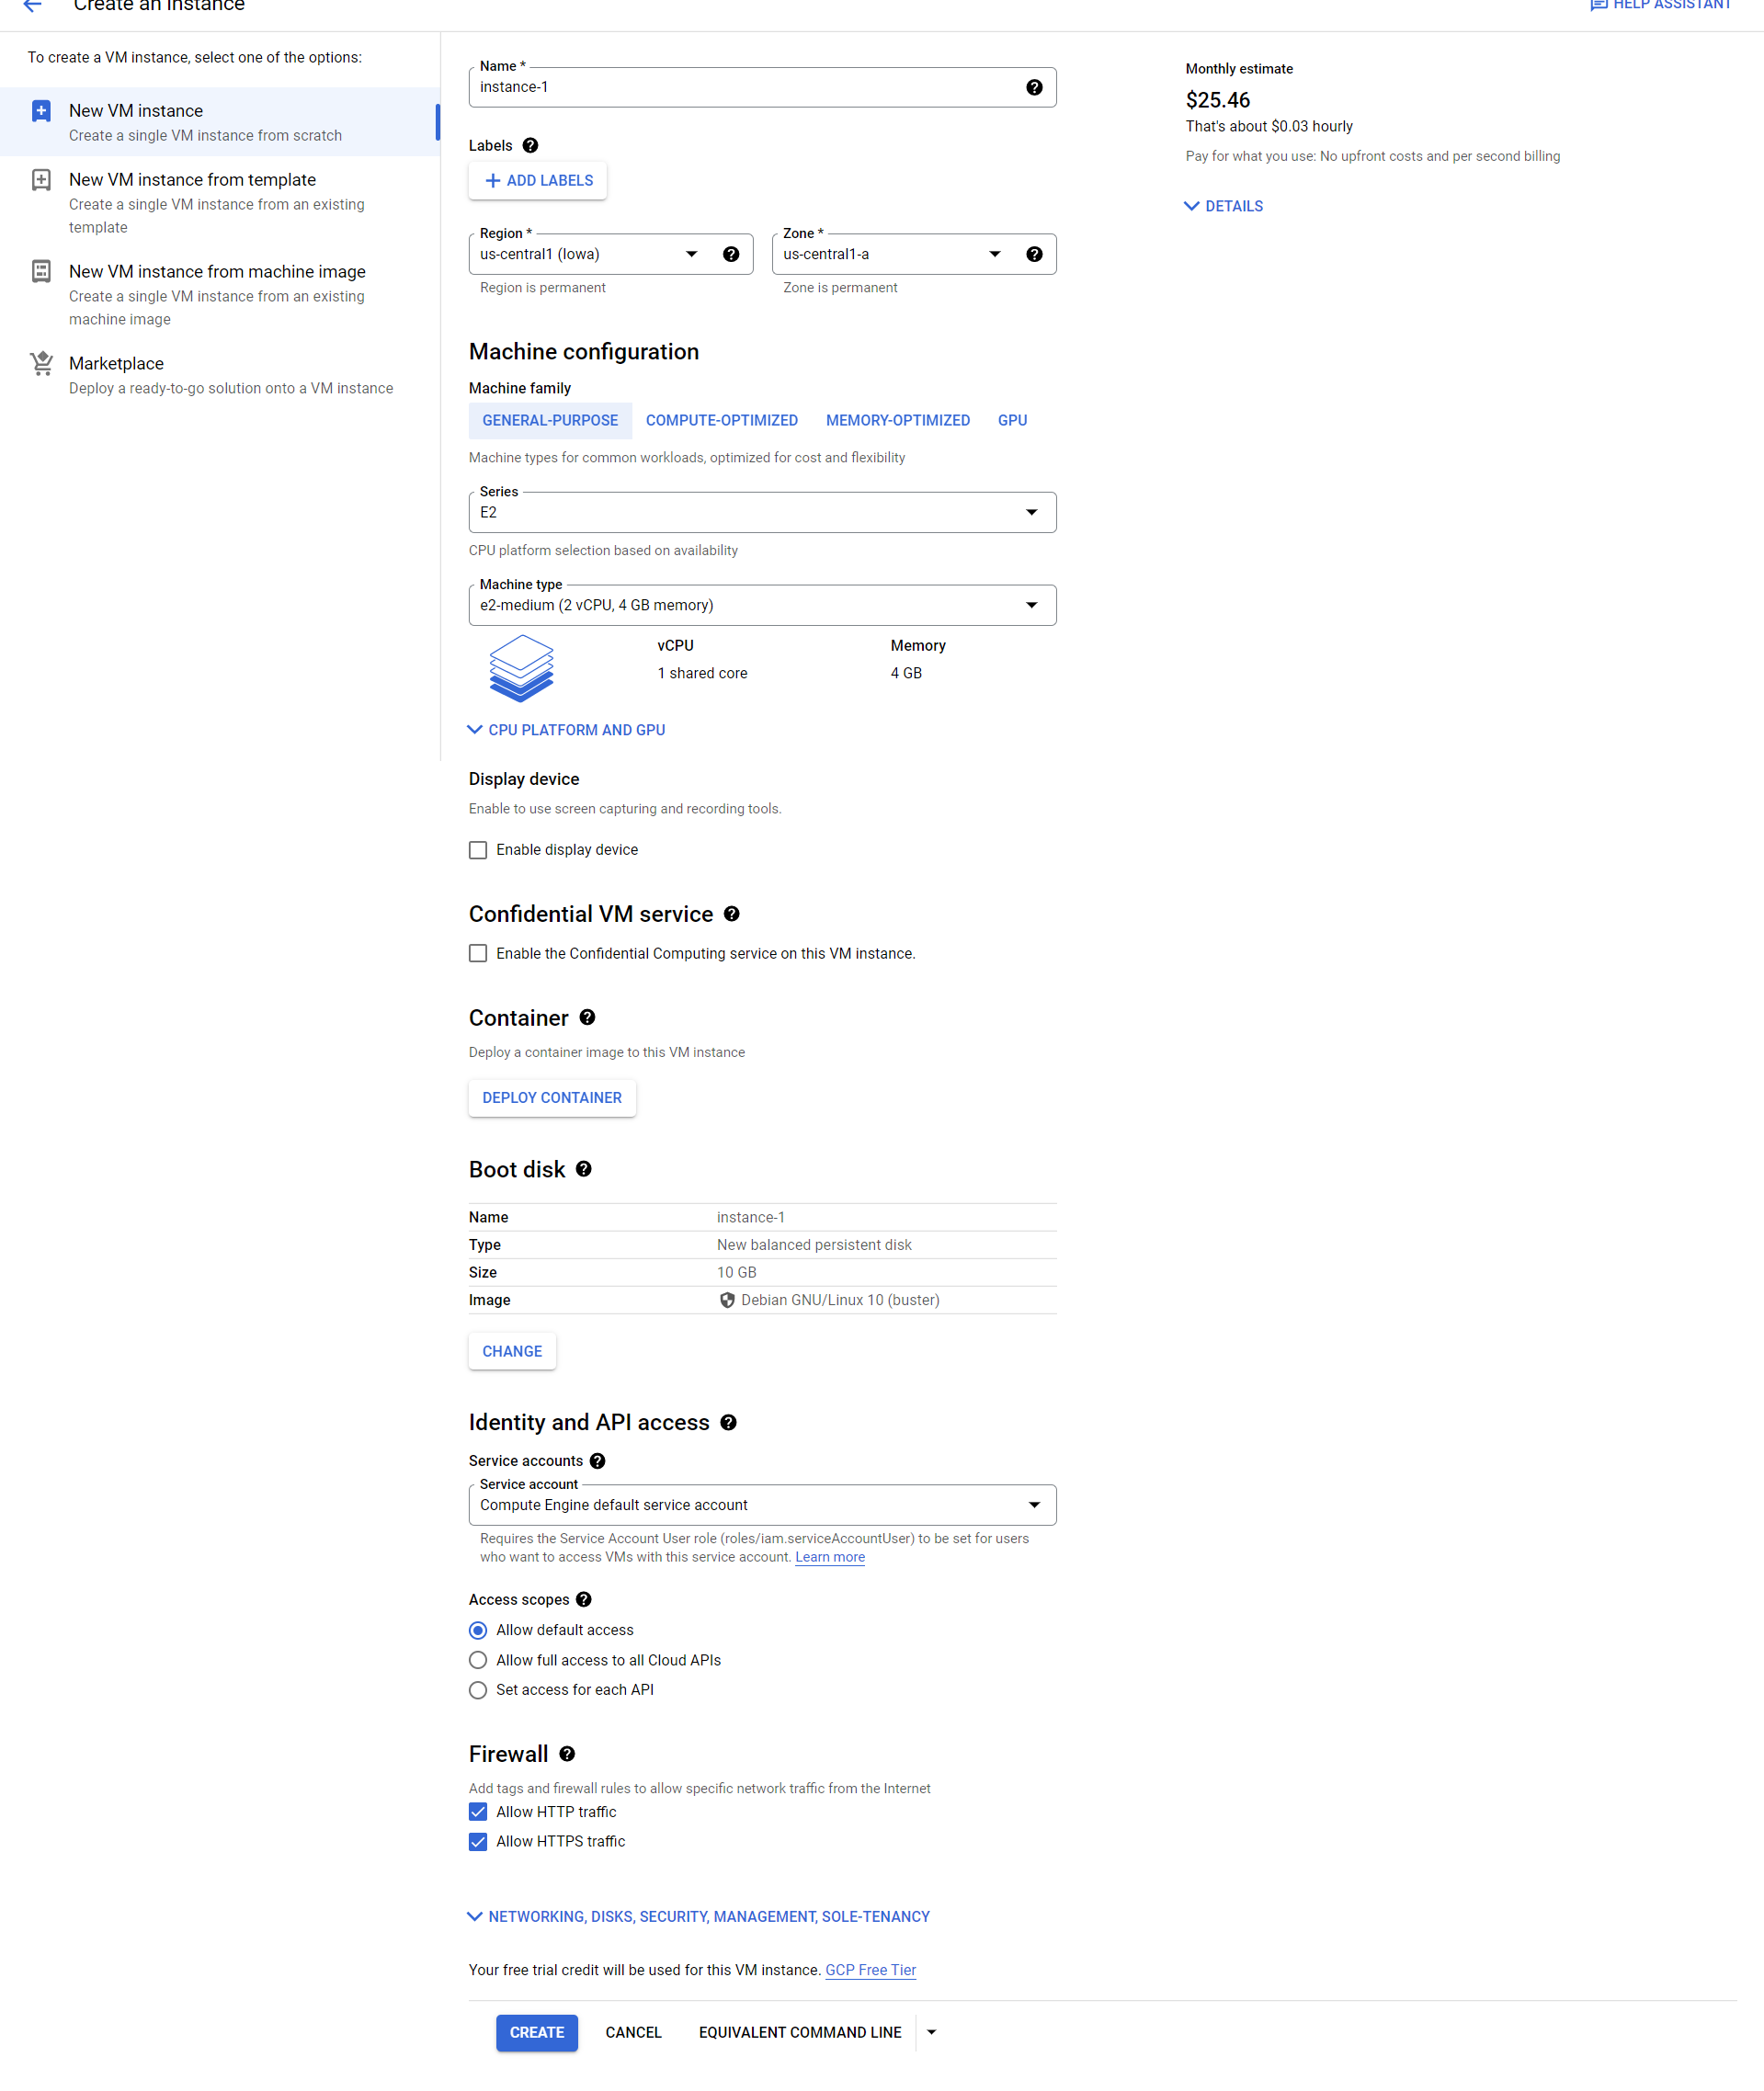 Create an instance
HELP ASSISTANT
To create a VM instance, select one of the options:
New VM instance
Create a single VM instance from scratch
New VM instance from template
Create a single VM instance from an existing
template
New VM instance from machine image
Create a single VM instance from an existing
machine image
Marketplace
Deploy a ready-to-go solution onto a VM instance
Name *
instance-1
Labels
ADD LABELS
Region *
us-central1 (Iowa)
Region is permanent
Zone *
us-central1-a
Zone is permanent
Machine configuration
Machine family
GENERAL-PURPOSE COMPUTE-OPTIMIZED MEMORY-OPTIMIZED GPU
Machine types for common workloads, optimized for cost and flexibility
Series
E2
CPU platform selection based on availability
Machine type
e2-medium (2 vCPU, 4 GB memory)
vCPU Memory
1 shared core 4 GB
CPU PLATFORM AND GPU
Display device
Enable to use screen capturing and recording tools.
Enable display device
Confidential VM service
Enable the Confidential Computing service on this VM instance.
Container
Deploy a container image to this VM instance
DEPLOY CONTAINER
Boot disk
Name instance-1
Type New balanced persistent disk
Size 10 GB
Image Debian GNU/Linux 10 (buster)
CHANGE
Identity and API access
Service accounts
Service account
Compute Engine default service account
Requires the Service Account User role (roles/iam.serviceAccountUser) to be set for users
who want to access VMs with this service account. Learn more
Access scopes
Allow default access
Allow full access to all Cloud APIs
Set access for each API
Firewall
Add tags and firewall rules to allow specific network traffic from the Internet
Allow HTTP traffic
Allow HTTPS traffic
NETWORKING, DISKS, SECURITY, MANAGEMENT, SOLE-TENANCY
Your free trial credit will be used for this VM instance. GCP Free Tier
CREATE CANCEL EQUIVALENT COMMAND LINE
Monthly estimate
$25.46
That's about $0.03 hourly
Pay for what you use: No upfront costs and per second billing
DETAILS